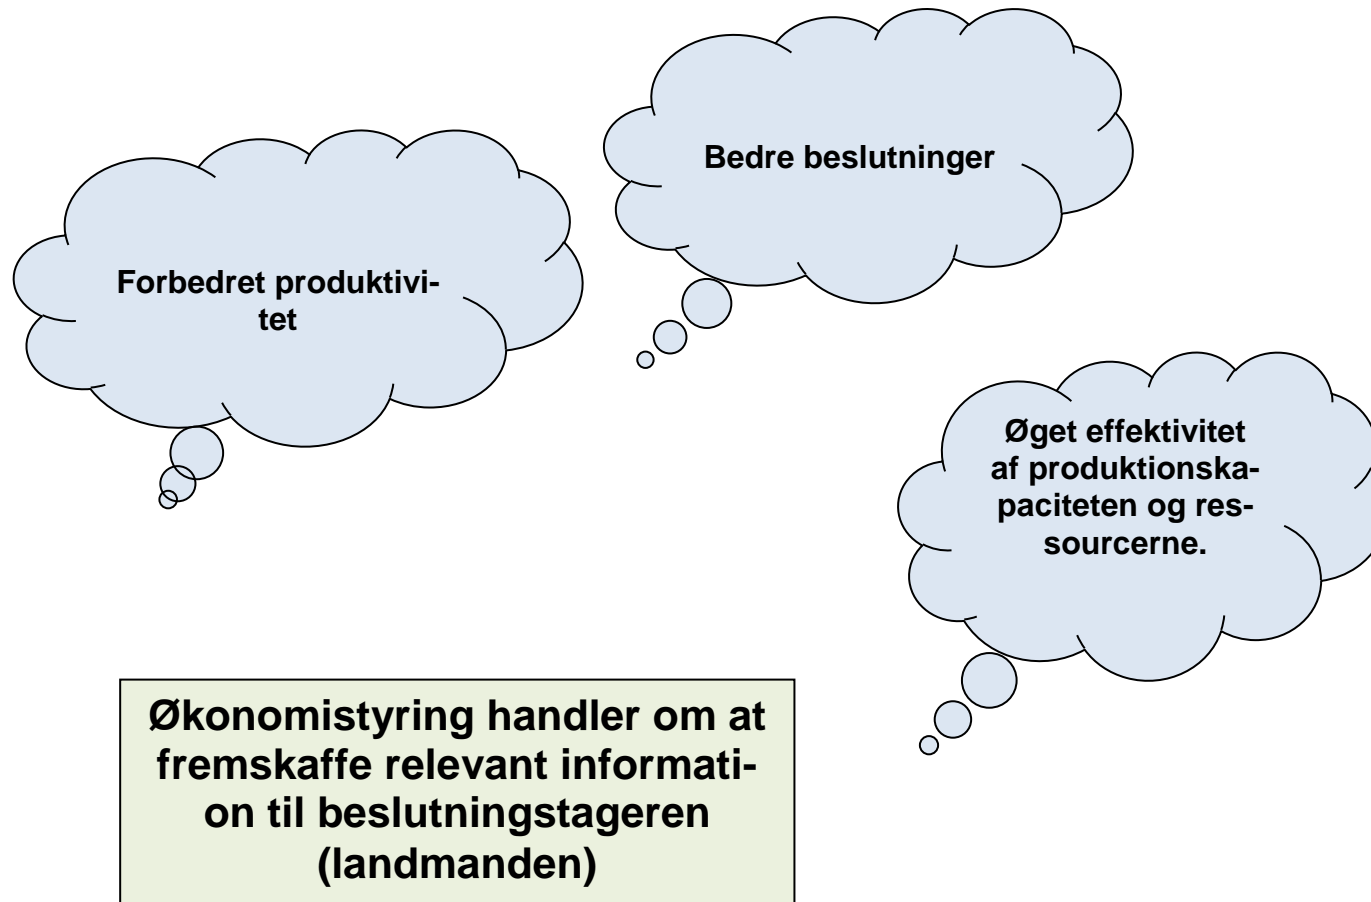 Bedre beslutninger
Forbedret produktivi-
tet
Øget effektivitet
af produktionska-
paciteten og res-
sourcerne.
Økonomistyring handler om at
fremskaffe relevant informati-
on til beslutningstageren
(landmanden)